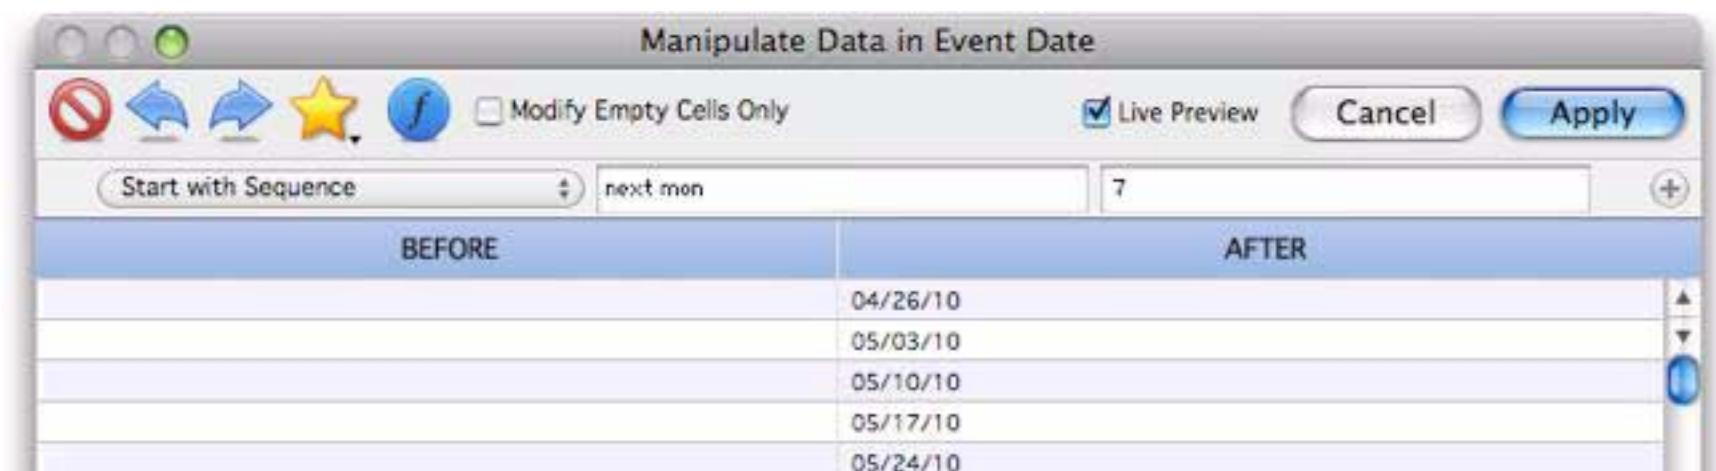 Manipulate Data in Event Date
f Modify Empty Cells Only Live Preview Cancel Apply
Start with Sequence next mon 7
BEFORE AFTER
04/26/10
05/03/10
05/10/10
05/17/10
05/24/10